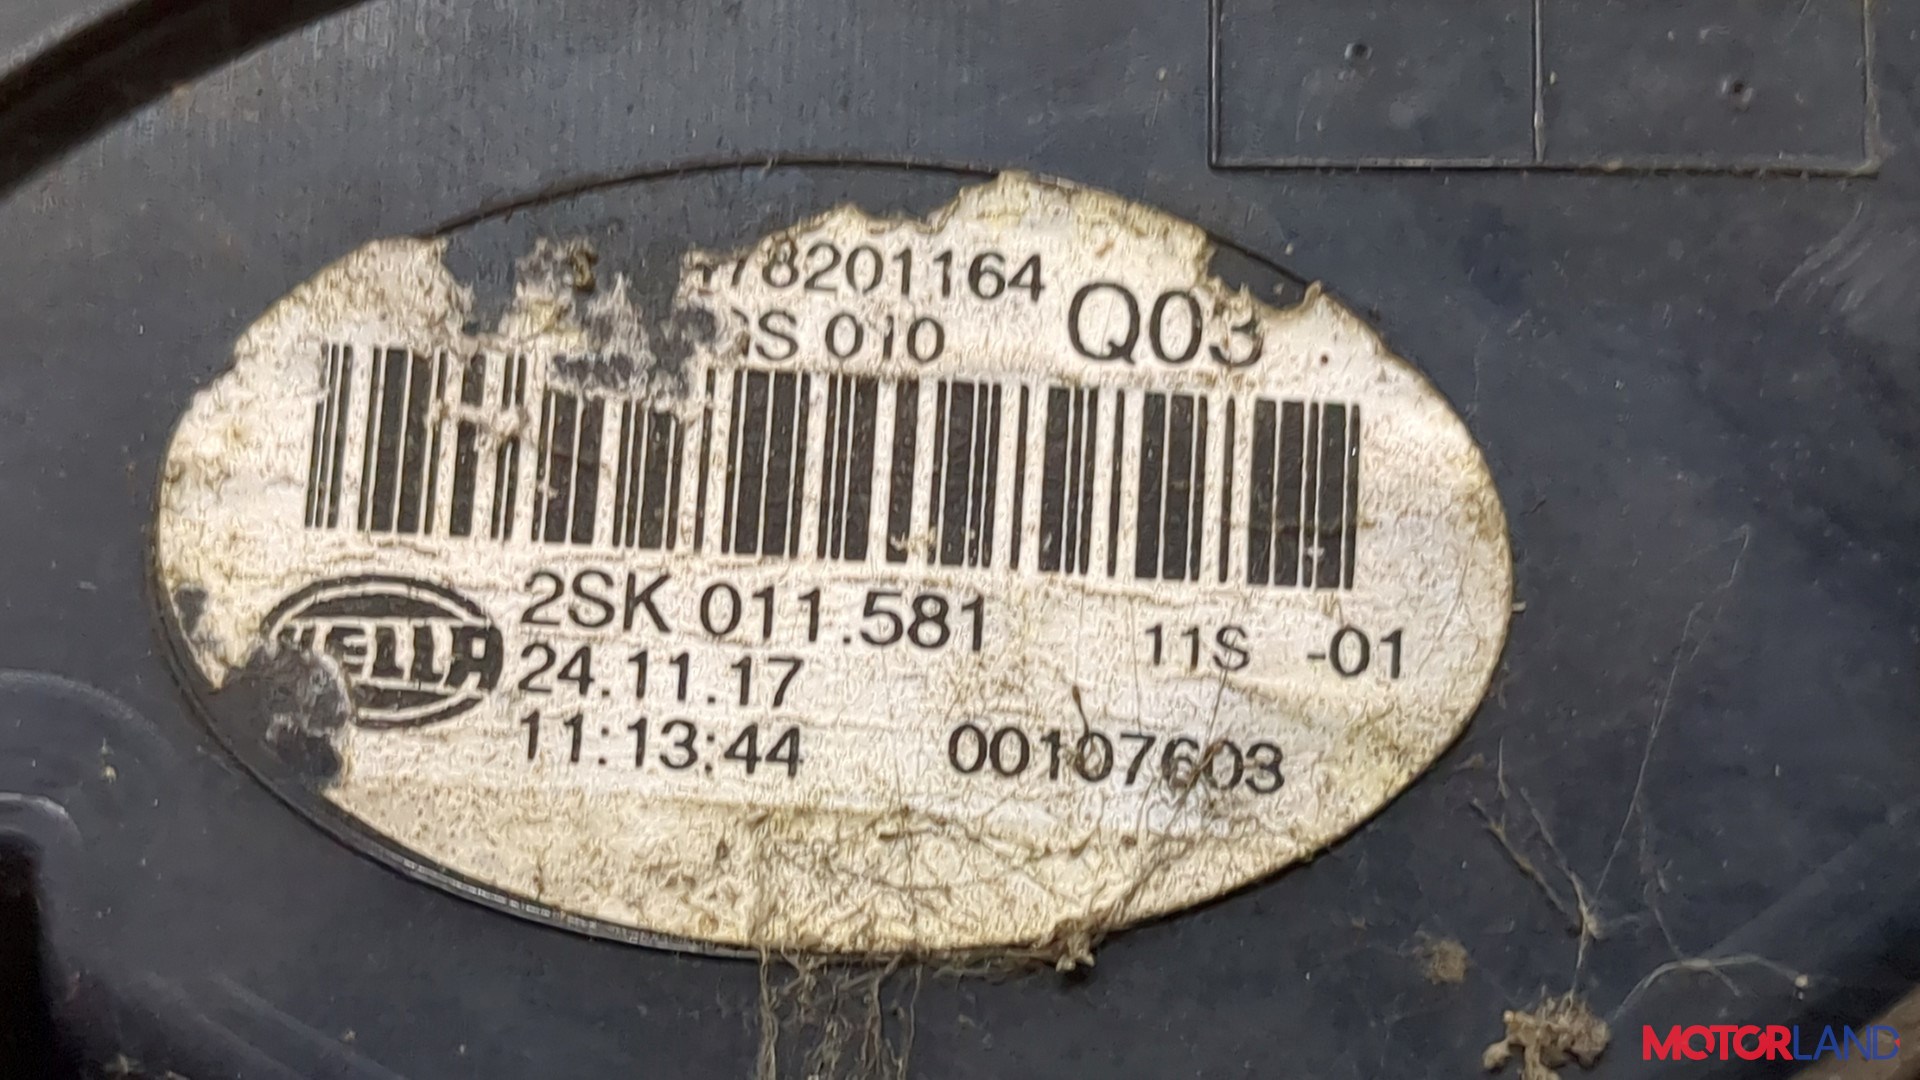 78201164
S 010 Q03
HELLA
2SK 011.581 11S -01
24.11.17
11:13:44 00107603
MOTORLAND